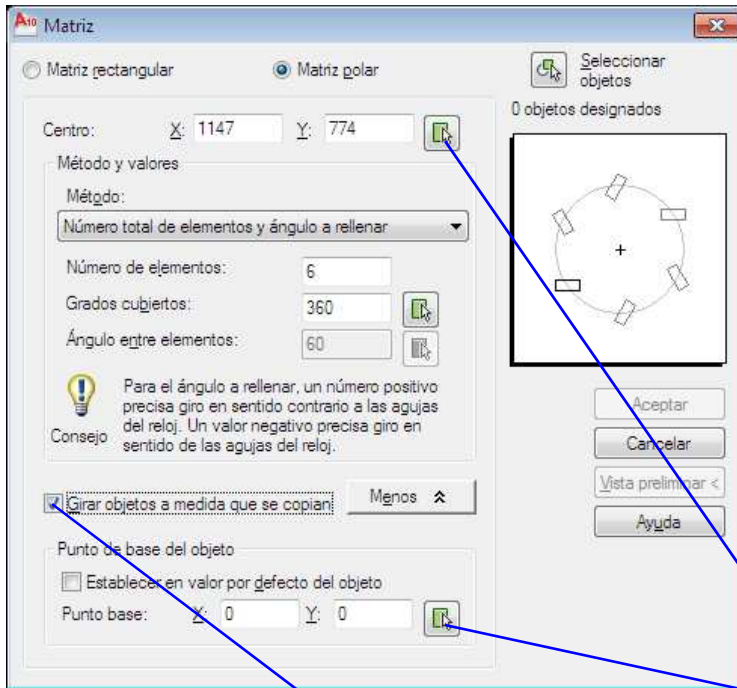 A10 Matriz
Matriz rectangular
Matriz polar
Seleccionar
objetos
0 objetos designados
Centro:
X: 1147
Y: 774
Método y valores
Método:
Número total de elementos y ángulo a rellenar
Número de elementos:
6
Grados cubiertos:
360
Ángulo entre elementos:
60
Consejo
Para el ángulo a rellenar, un número positivo
precisa giro en sentido contrario a las agujas
del reloj. Un valor negativo precisa giro en
sentido de las agujas del reloj.
Aceptar
Cancelar
Vista preliminar <
Ayuda
Girar objetos a medida que se copian
Menos
Punto de base del objeto
Establecer en valor por defecto del objeto
Punto base:
X: 0
Y: 0